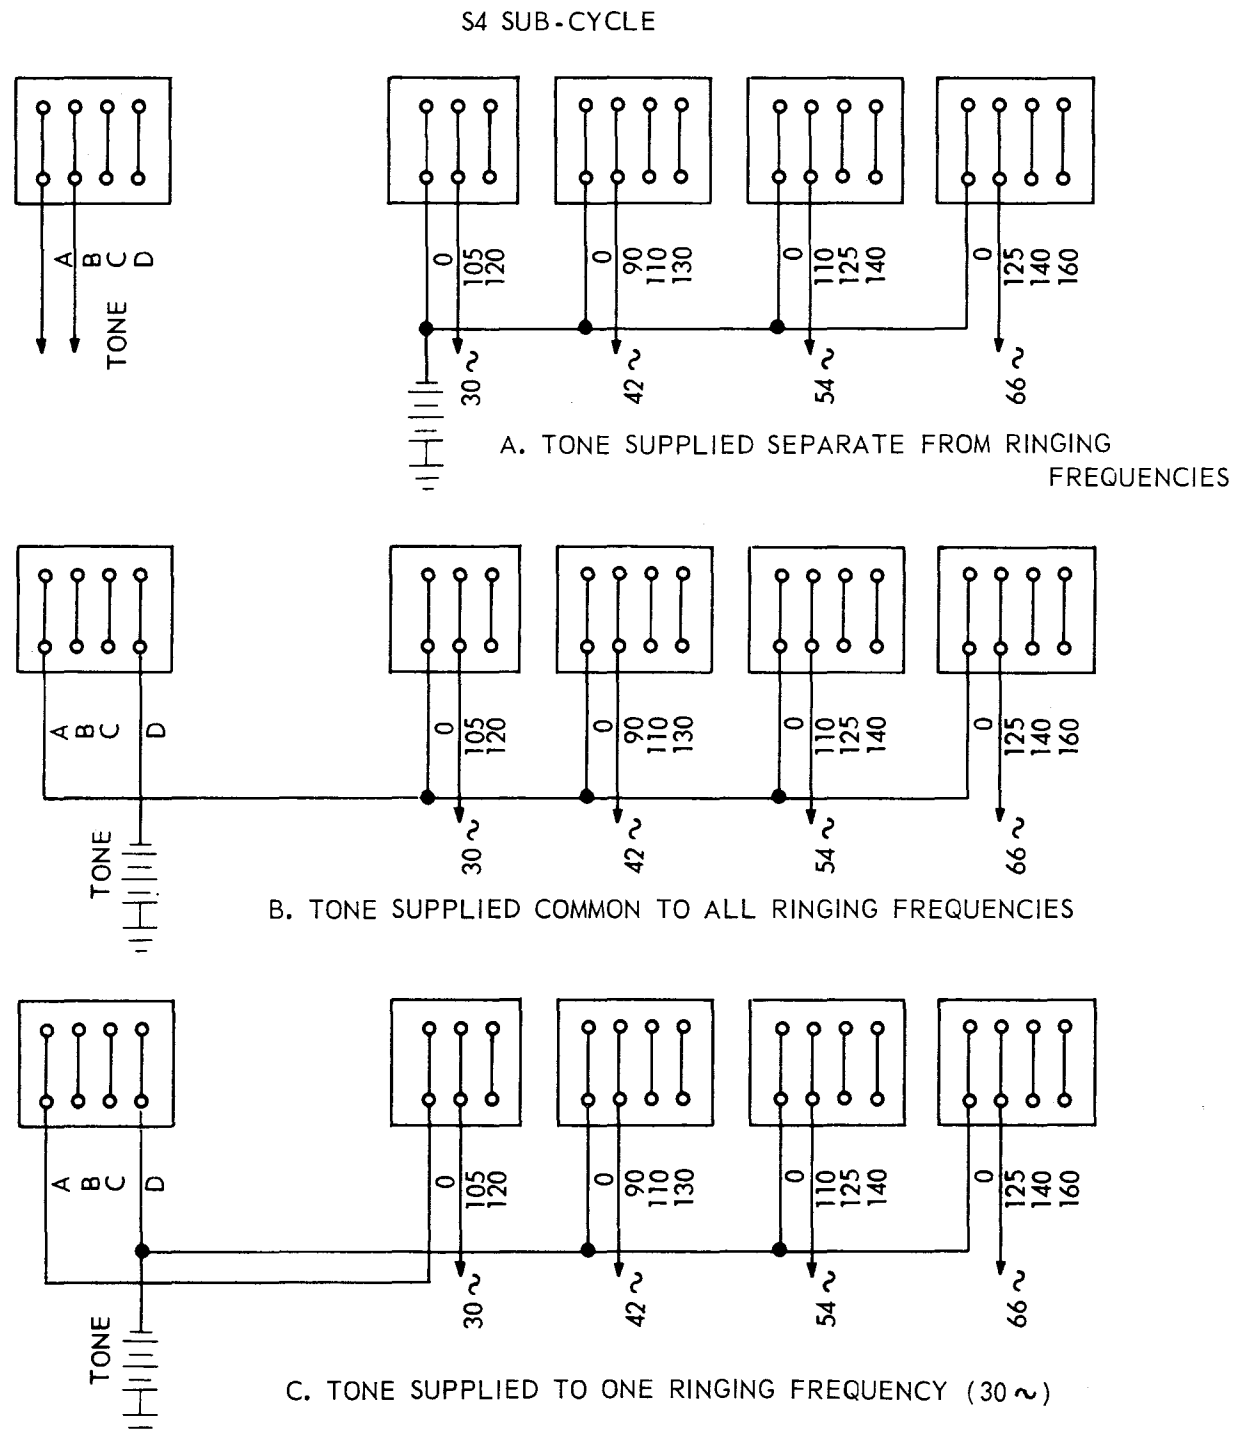 S4 SUB-CYCLE
A B C D
TONE
0 105 120
0 90 110 130
0 110 125 140
0 125 140 160
30 ~
42 ~
54 ~
66 ~
A. TONE SUPPLIED SEPARATE FROM RINGING
FREQUENCIES
A B C D
TONE
0 105 120
0 90 110 130
0 110 125 140
0 125 140 160
30 ~
42 ~
54 ~
66 ~
B. TONE SUPPLIED COMMON TO ALL RINGING FREQUENCIES
A B C D
TONE
0 105 120
0 90 110 130
0 110 125 140
0 125 140 160
30 ~
42 ~
54 ~
66 ~
C. TONE SUPPLIED TO ONE RINGING FREQUENCY (30 ~)